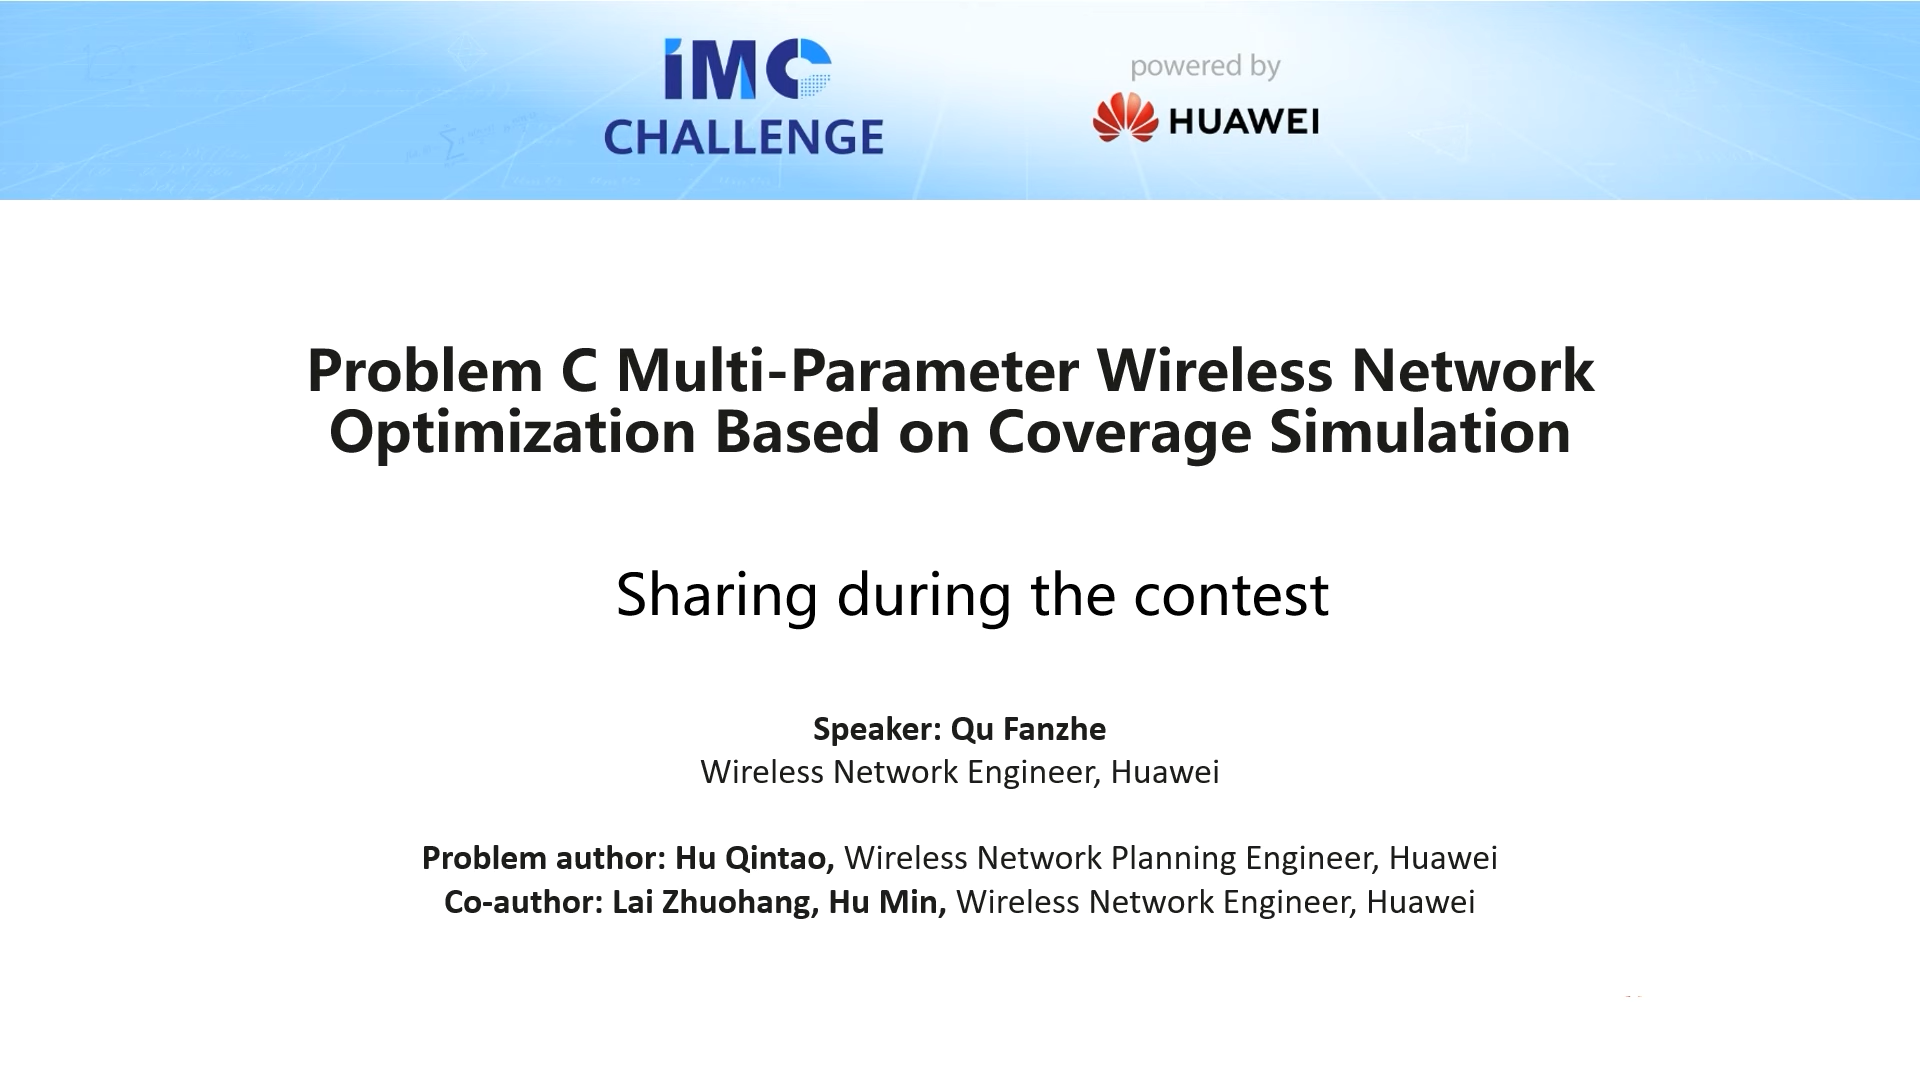 iMC
CHALLENGE
powered by
HUAWEI
Problem C Multi-Parameter Wireless Network
Optimization Based on Coverage Simulation
Sharing during the contest
Speaker: Qu Fanzhe
Wireless Network Engineer, Huawei
Problem author: Hu Qintao, Wireless Network Planning Engineer, Huawei
Co-author: Lai Zhuohang, Hu Min, Wireless Network Engineer, Huawei